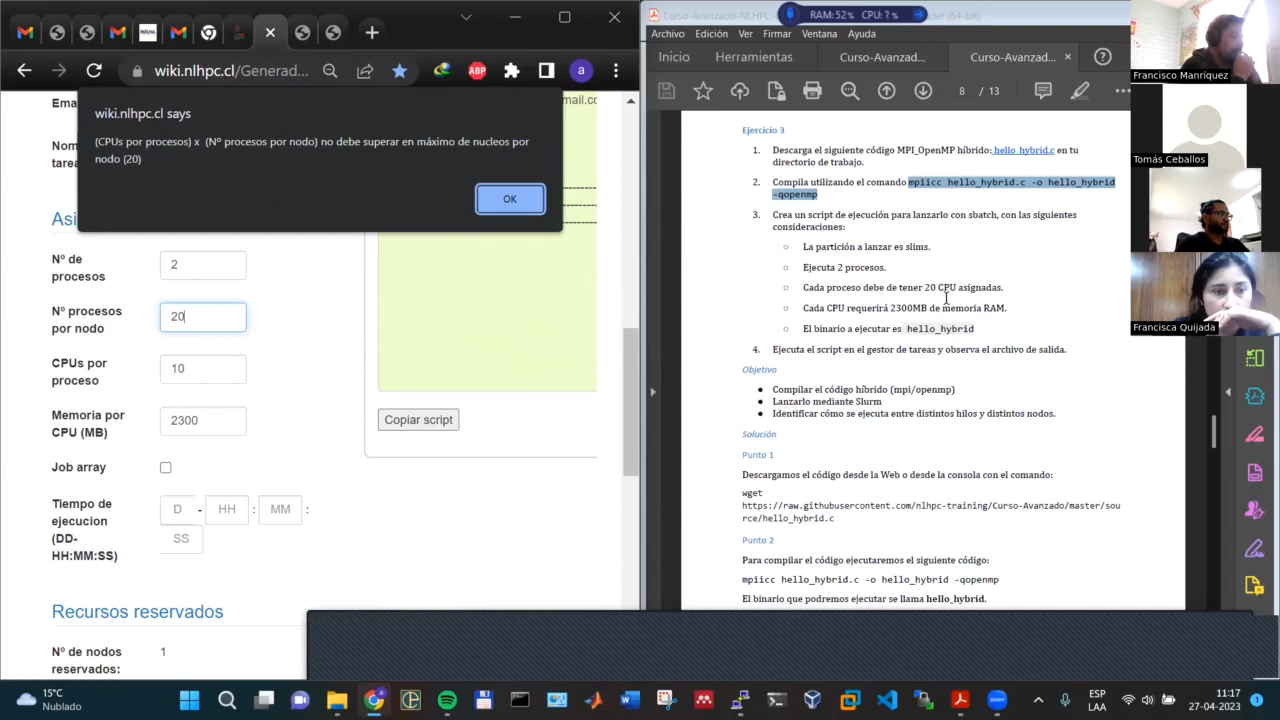 RAM:52% CPU:?%
der (64-bit)
Archivo Edición Ver Firmar Ventana Ayuda
Inicio Herramientas Curso-Avanzad... Curso-Avanzad... ×
8 / 13
wiki.nlhpc.cl/Generad...
ABP
a
Ema
mail.co
wiki.nlhpc.cl says
(CPUs por procesos) x (Nº procesos por nodo) no debe superar en máximo de nucleos por
nodo (20)
OK
Nom
tarea
Asi
Nº de
procesos
2
Nº procesos
por nodo
20
CPUs por
proceso
10
Memoria por
CPU (MB)
2300
Copiar script
Job array
Tiempo de
ejecucion
(DD-
HH:MM:SS)
D - HH : MM :
SS
Recursos reservados
Nº de nodos
reservados:
1
Ejercicio 3
1. Descarga el siguiente código MPI_OpenMP híbrido: hello_hybrid.c en tu
directorio de trabajo.
2. Compila utilizando el comando mpiicc hello_hybrid.c -o hello_hybrid
-qopenmp
3. Crea un script de ejecución para lanzarlo con sbatch, con las siguientes
consideraciones:
○ La partición a lanzar es slims.
○ Ejecuta 2 procesos.
○ Cada proceso debe de tener 20 CPU asignadas.
○ Cada CPU requerirá 2300MB de memoria RAM.
○ El binario a ejecutar es hello_hybrid
4. Ejecuta el script en el gestor de tareas y observa el archivo de salida.
Objetivo
● Compilar el código híbrido (mpi/openmp)
● Lanzarlo mediante Slurm
● Identificar cómo se ejecuta entre distintos hilos y distintos nodos.
Solución
Punto 1
Descargamos el código desde la Web o desde la consola con el comando:
wget
https://raw.githubusercontent.com/nlhpc-training/Curso-Avanzado/master/sou
rce/hello_hybrid.c
Punto 2
Para compilar el código ejecutaremos el siguiente código:
mpiicc hello_hybrid.c -o hello_hybrid -qopenmp
El binario que podremos ejecutar se llama hello_hybrid.
Francisco Manríquez
Tomás Ceballos
Francisca Quijada
15°C
Nublado
ESP
LAA
11:17
27-04-2023